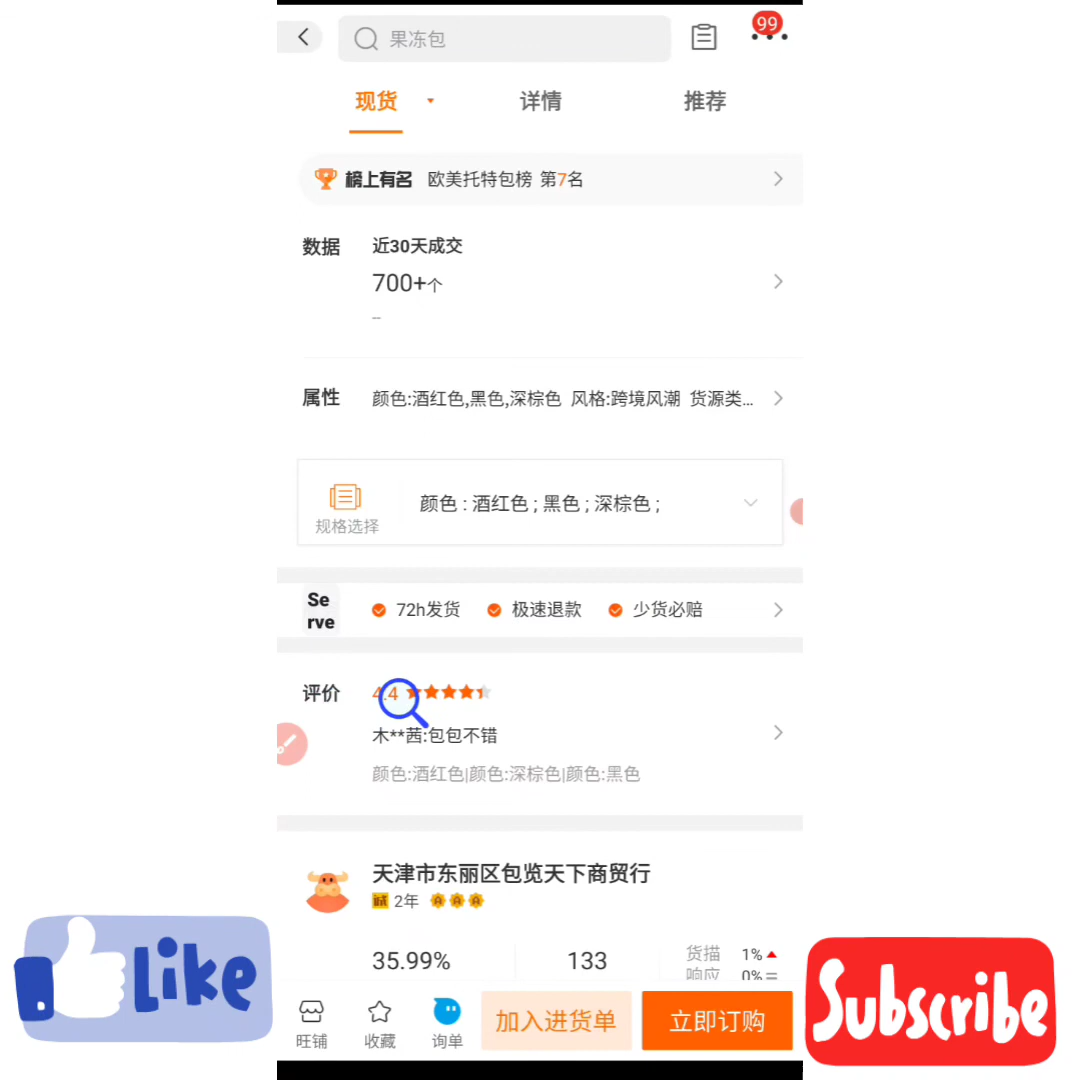 果冻包
99
现货
详情
推荐
榜上有名 欧美托特包榜 第7名
数据 近30天成交
700+个
--
属性 颜色:酒红色,黑色,深棕色 风格:跨境风潮 货源类...
规格选择
颜色 : 酒红色 ; 黑色 ; 深棕色 ;
Se
rve
72h发货 极速退款 少货必赔
评价 4.4
木**茜:包包不错
颜色:酒红色|颜色:深棕色|颜色:黑色
天津市东丽区包览天下商贸行
诚 2年
35.99% 133 货描 1%
响应 0%
旺铺 收藏 询单
加入进货单
立即订购
Like
Subscribe